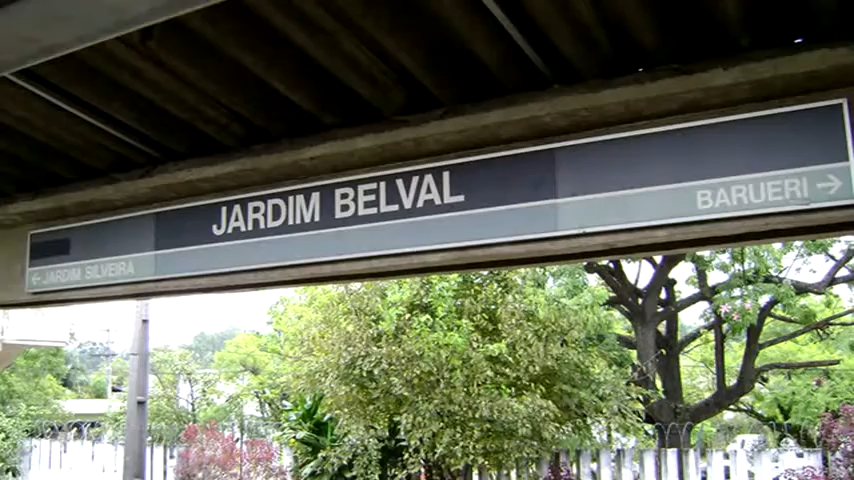 JARDIM BELVAL
← JARDIM SILVEIRA
BARUERI →